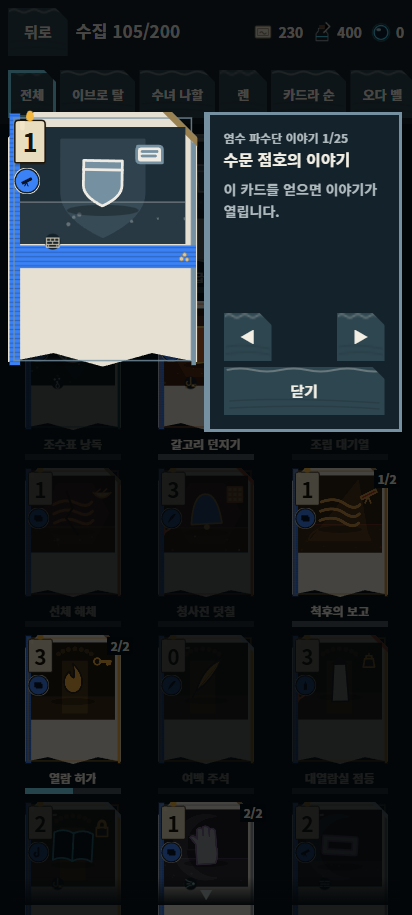 뒤로
수집 105/200
230
400
0
전체
이브로 탈
수녀 나할
렌
카드라 순
오다 벨
1
염수 파수단 이야기 1/25
수문 점호의 이야기
이 카드를 얻으면 이야기가
열립니다.
닫기
조수표 낭독
갈고리 던지기
조립 대기열
1
3
1
1/2
선체 해체
청사진 덧칠
척후의 보고
3
2/2
0
3
열람 허가
여백 주석
대열람실 점등
2
1
2/2
2